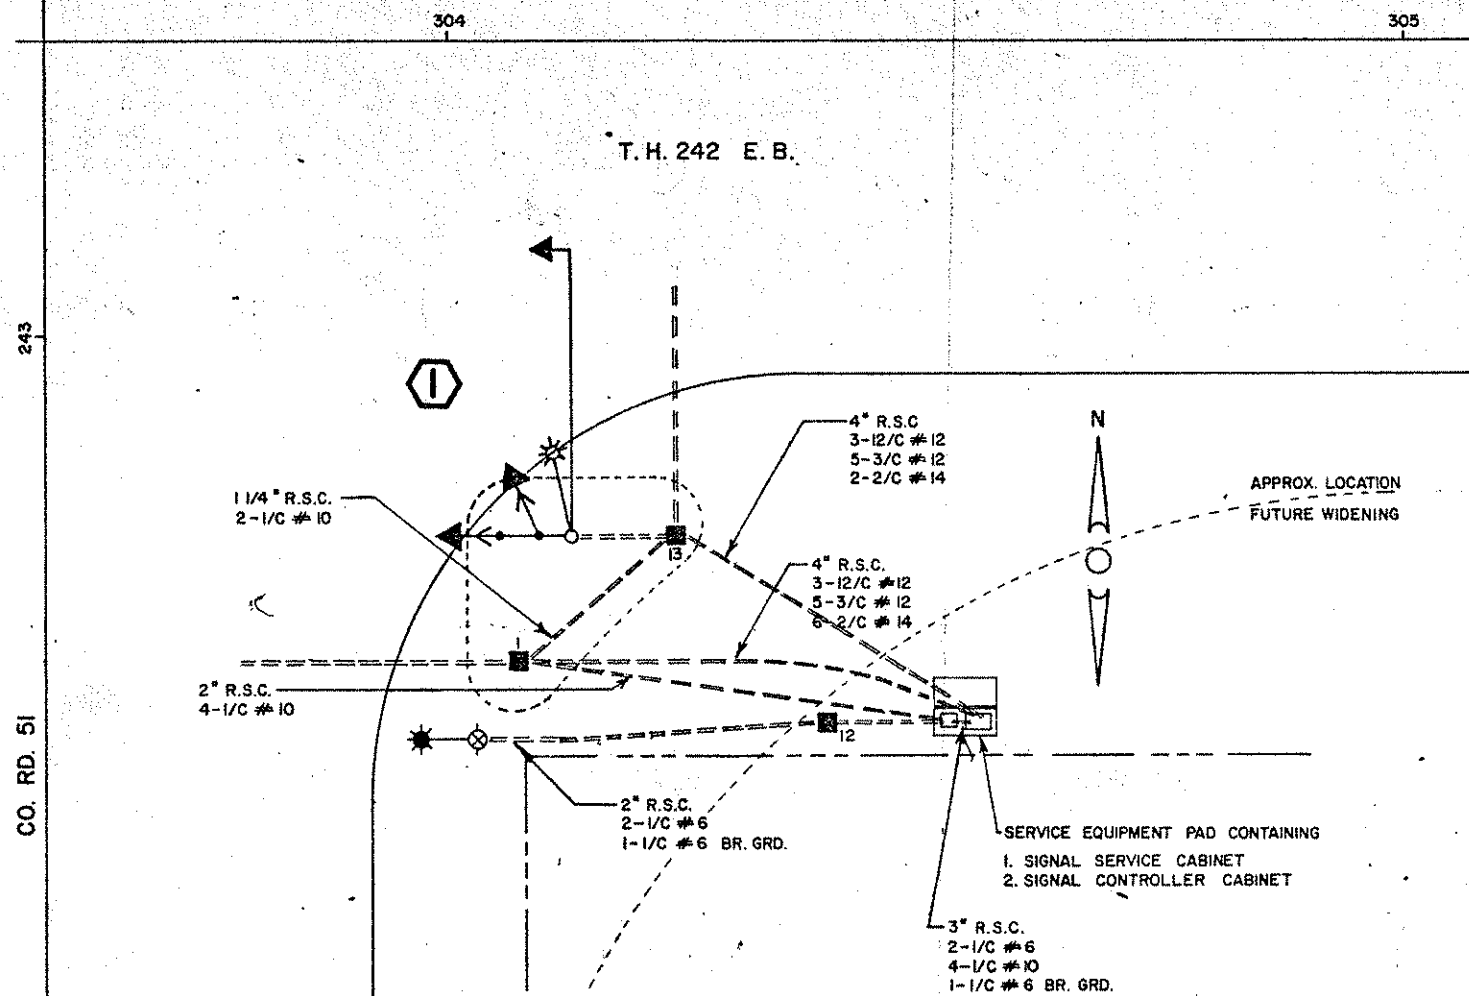 304
305
T. H. 242 E. B.
243
1
4" R.S.C
3-12/C #12
5-3/C #12
2-2/C #14
N
APPROX. LOCATION
FUTURE WIDENING
1 1/4" R.S.C.
2-1/C #10
13
4" R.S.C.
3-12/C #12
5-3/C #12
6-2/C #14
1
2" R.S.C.
4-1/C #10
12
CO. RD. 51
2" R.S.C.
2-1/C #6
1-1/C #6 BR. GRD.
SERVICE EQUIPMENT PAD CONTAINING
1. SIGNAL SERVICE CABINET
2. SIGNAL CONTROLLER CABINET
3" R.S.C.
2-1/C #6
4-1/C #10
1-1/C #6 BR. GRD.